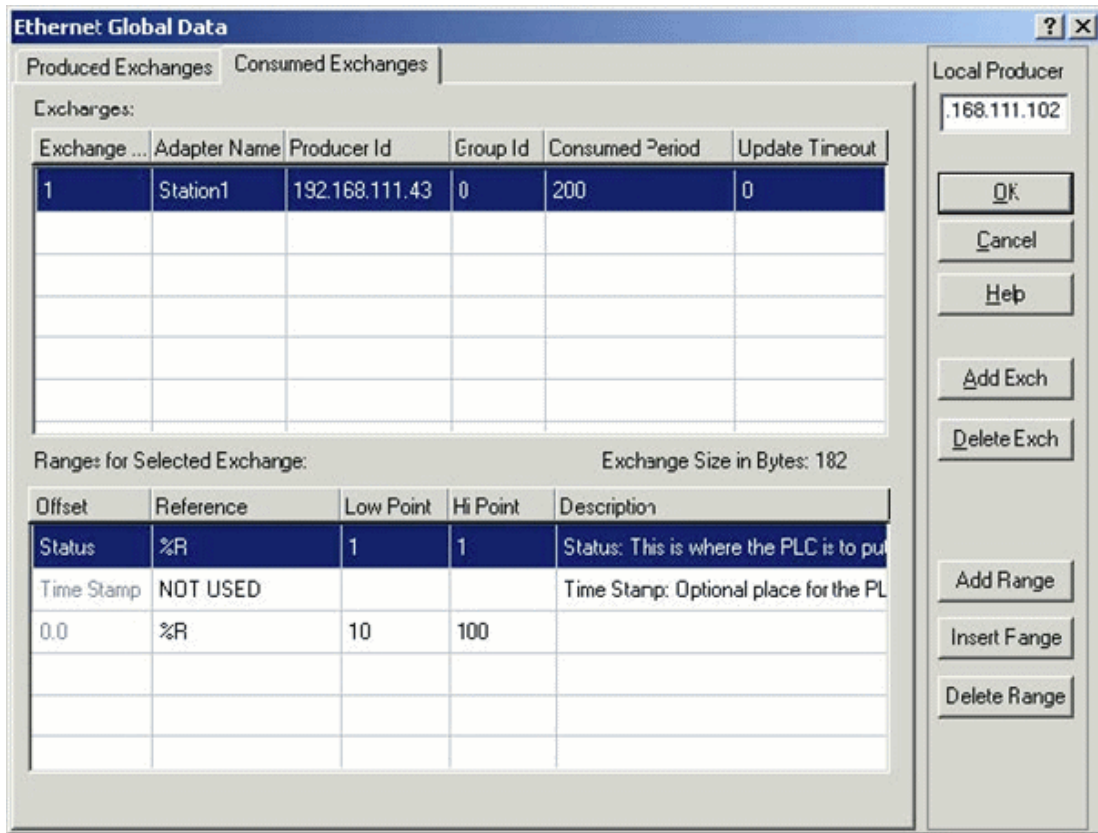 Ethernet Global Data
Produced Exchanges Consumed Exchanges
Local Producer
.168.111.102
Exchanges:
Exchange ... Adapter Name Producer Id Group Id Consumed Period Update Timeout
1 Station1 192.168.111.43 0 200 0
OK
Cancel
Help
Add Exch
Delete Exch
Ranges for Selected Exchange: Exchange Size in Bytes: 182
Offset Reference Low Point Hi Point Description
Status %R 1 1 Status: This is where the PLC is to put
Time Stamp NOT USED Time Stamp: Optional place for the PL
0.0 %R 10 100
Add Range
Insert Range
Delete Range